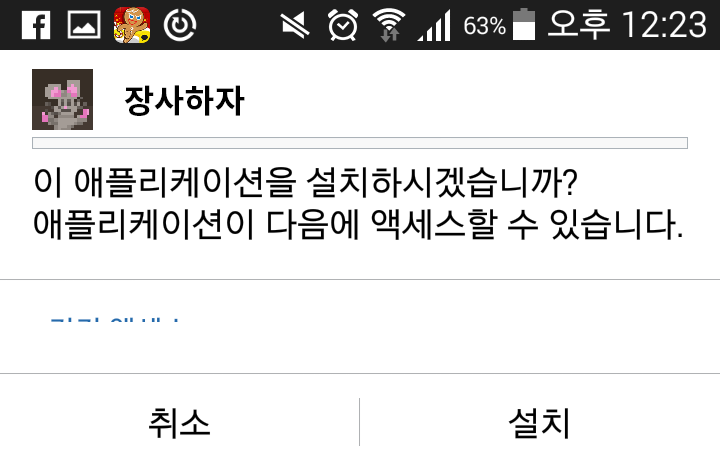 63% 오후 12:23
장사하자
이 애플리케이션을 설치하시겠습니까?
애플리케이션이 다음에 액세스할 수 있습니다.
취소
설치